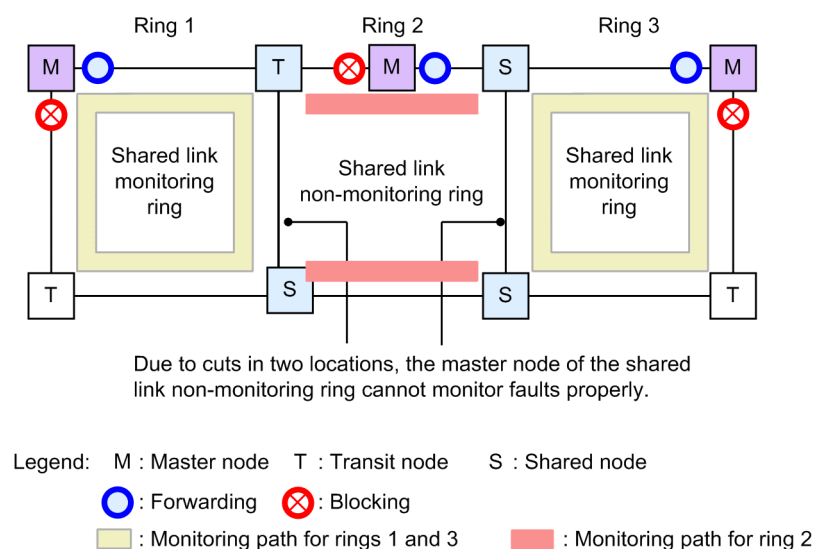 Ring 1
Ring 2
Ring 3
M
T
M
S
M
Shared link
monitoring
ring
Shared link
non-monitoring ring
Shared link
monitoring
ring
T
S
S
T
Due to cuts in two locations, the master node of the shared
link non-monitoring ring cannot monitor faults properly.
Legend: M : Master node T : Transit node S : Shared node
: Forwarding : Blocking
: Monitoring path for rings 1 and 3 : Monitoring path for ring 2